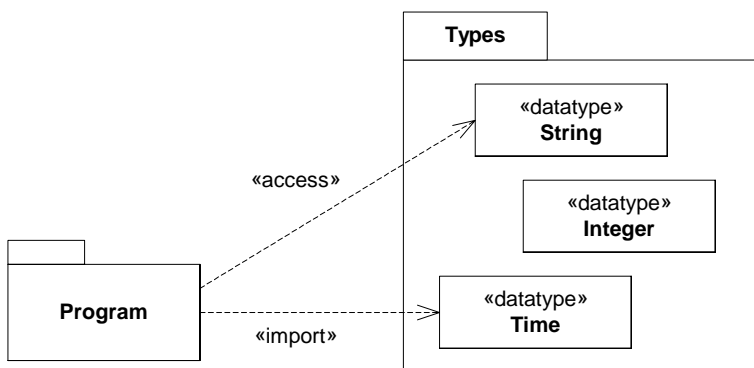 Types
«datatype»
String
«access»
«datatype»
Integer
Program
«datatype»
Time
«import»